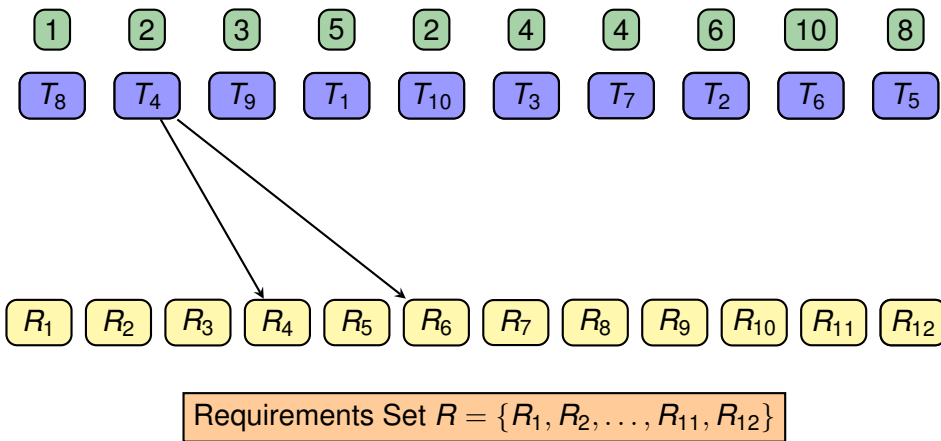 1 2 3 5 2 4 4 6 10 8
T₈ T₄ T₉ T₁ T₁₀ T₃ T₇ T₂ T₆ T₅
R₁ R₂ R₃ R₄ R₅ R₆ R₇ R₈ R₉ R₁₀ R₁₁ R₁₂
Requirements Set R = {R₁, R₂, . . . , R₁₁, R₁₂}